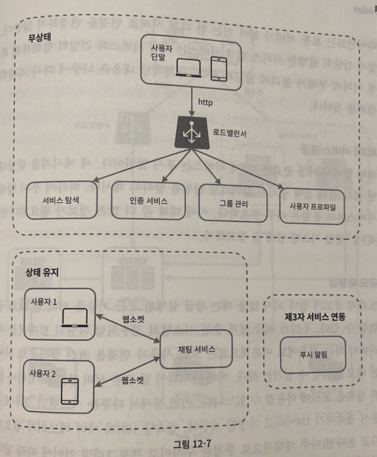 무상태
사용자
단말
http
로드밸런서
서비스 탐색
인증 서비스
그룹 관리
사용자 프로파일
상태 유지
사용자 1
웹소켓
채팅 서비스
사용자 2
웹소켓
제3자 서비스 연동
푸시 알림
그림 12-7